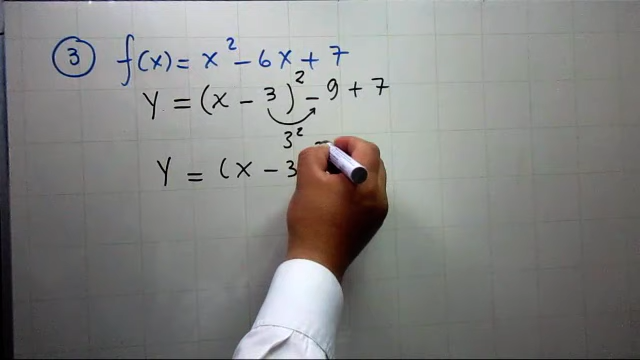 ③ f(x) = x² - 6x + 7
Y = (x - 3)² - 9 + 7
3²
Y = (x - 3